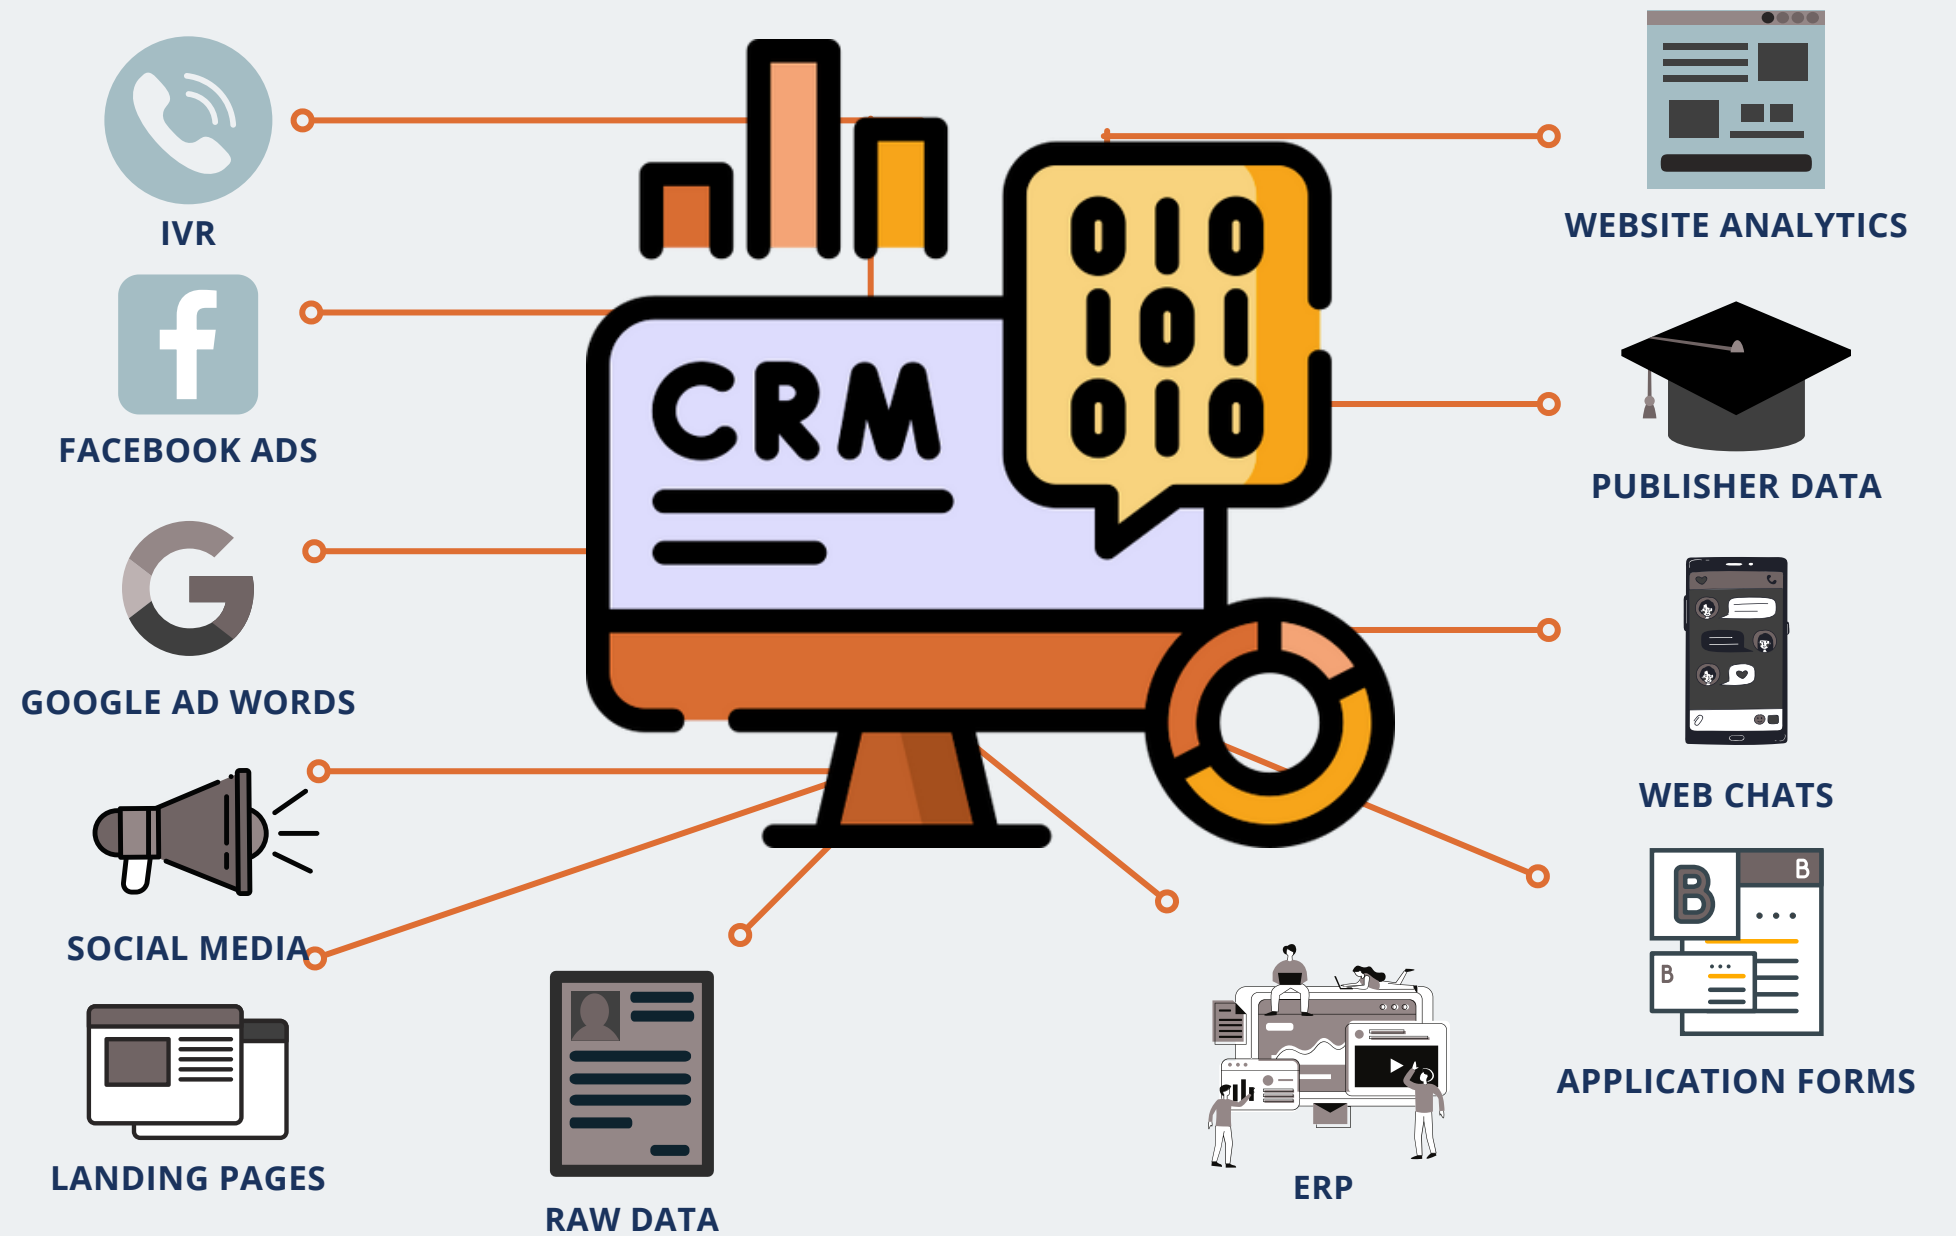 IVR
FACEBOOK ADS
GOOGLE AD WORDS
SOCIAL MEDIA
LANDING PAGES
CRM
010
101
010
RAW DATA
ERP
WEBSITE ANALYTICS
PUBLISHER DATA
WEB CHATS
B
B
B
APPLICATION FORMS